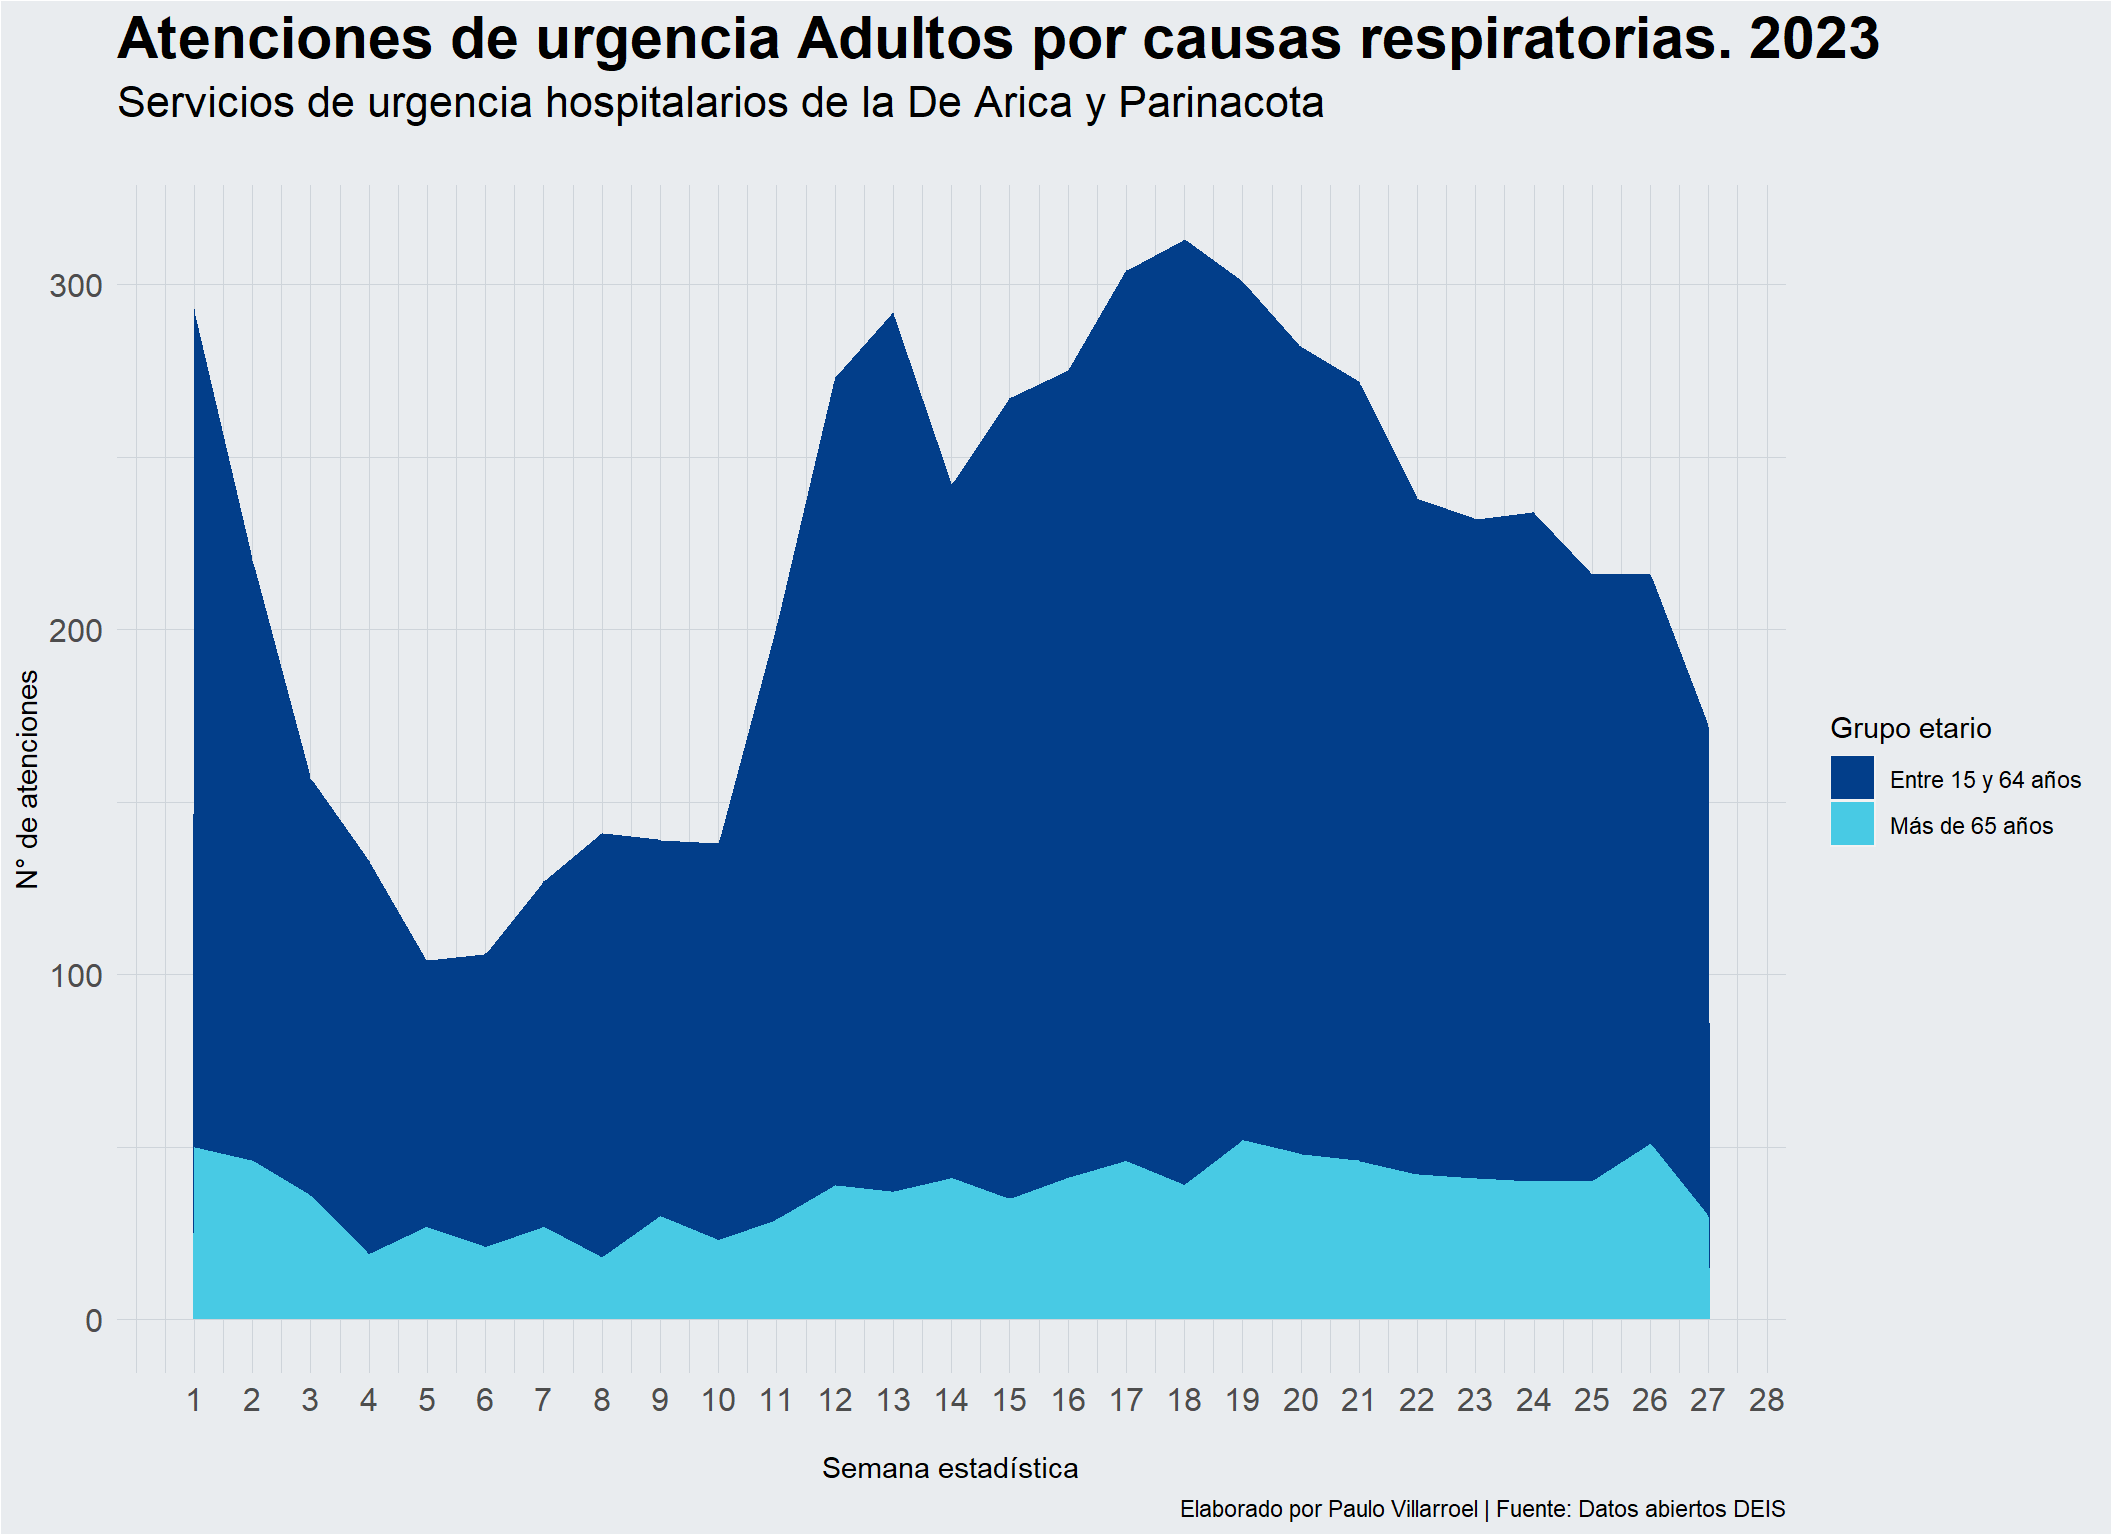 Atenciones de urgencia Adultos por causas respiratorias. 2023
Servicios de urgencia hospitalarios de la De Arica y Parinacota
N° de atenciones
300
200
100
0
1 2 3 4 5 6 7 8 9 10 11 12 13 14 15 16 17 18 19 20 21 22 23 24 25 26 27 28
Semana estadística
Grupo etario
Entre 15 y 64 años
Más de 65 años
Elaborado por Paulo Villarroel | Fuente: Datos abiertos DEIS